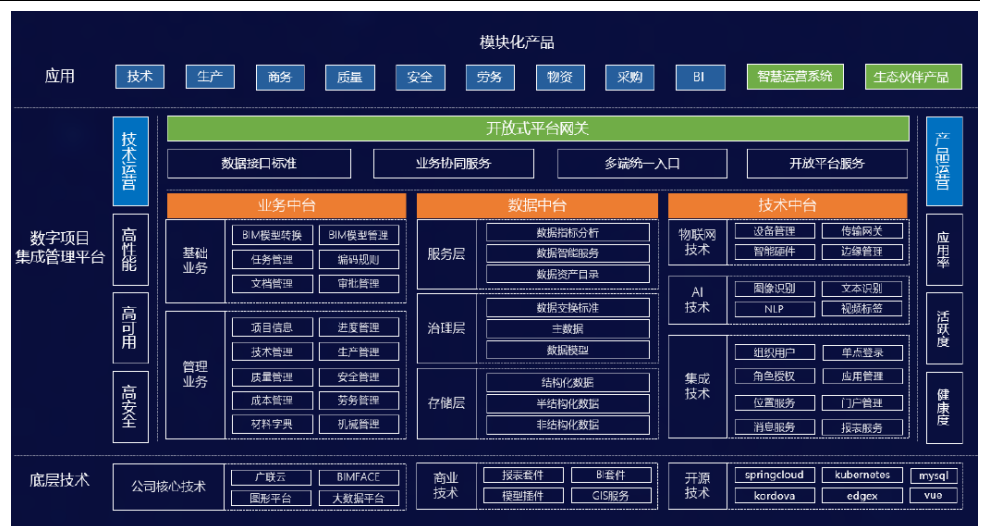 模块化产品
应用
技术 生产 商务 质量 安全 劳务 物资 采购 BI 智慧运营系统 生态伙伴产品
数字项目
集成管理平台
技术运营
高性能
高可用
高安全
开放式平台网关
数据接口标准 业务协同服务 多端统一入口 开放平台服务
业务中台
基础
业务
BIM模型转换 BIM模型管理
任务管理 编码规则
文档管理 审批管理
管理
业务
项目信息 进度管理
技术管理 生产管理
质量管理 安全管理
成本管理 劳务管理
材料字典 机械管理
数据中台
服务层
数据指标分析
数据智能服务
数据资产目录
治理层
数据交换标准
主数据
数据模型
存储层
结构化数据
半结构化数据
非结构化数据
技术中台
物联网
技术
设备管理 传输网关
智能硬件 边缘管理
AI
技术
图像识别 文本识别
NLP 视频标签
集成
技术
组织用户 单点登录
角色授权 应用管理
位置服务 门户管理
消息服务 报表服务
产品运营
应用率
活跃度
健康度
底层技术
公司核心技术
广联云 BIMFACE
图形平台 大数据平台
商业
技术
报表套件 BI套件
模型插件 GIS服务
开源
技术
springcloud kubernetes mysql
kordova edgex vue